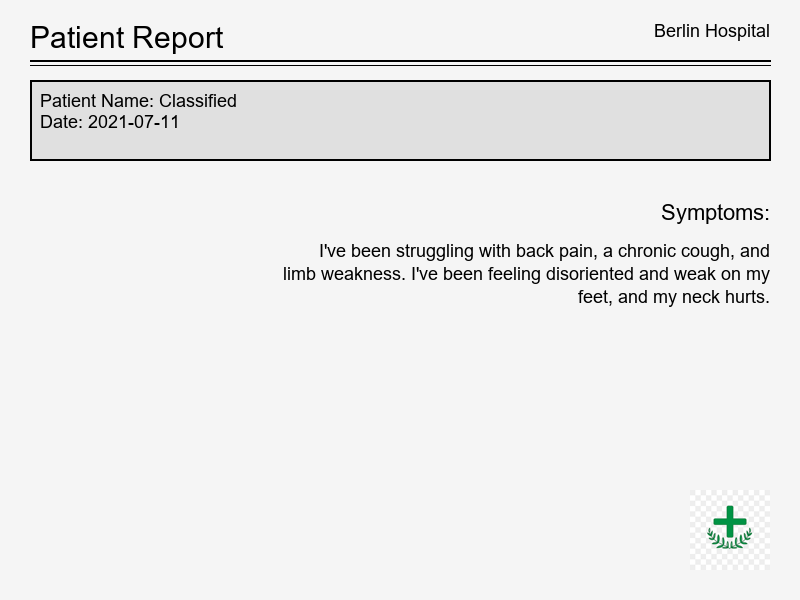 Patient Report
Berlin Hospital
Patient Name: Classified
Date: 2021-07-11
Symptoms:
I've been struggling with back pain, a chronic cough, and
limb weakness. I've been feeling disoriented and weak on my
feet, and my neck hurts.